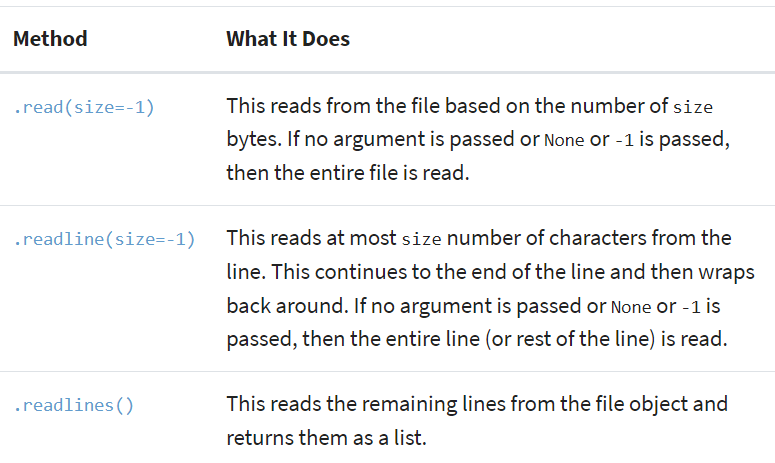 Method What It Does
.read(size=-1) This reads from the file based on the number of size
bytes. If no argument is passed or None or -1 is passed,
then the entire file is read.
.readline(size=-1) This reads at most size number of characters from the
line. This continues to the end of the line and then wraps
back around. If no argument is passed or None or -1 is
passed, then the entire line (or rest of the line) is read.
.readlines() This reads the remaining lines from the file object and
returns them as a list.